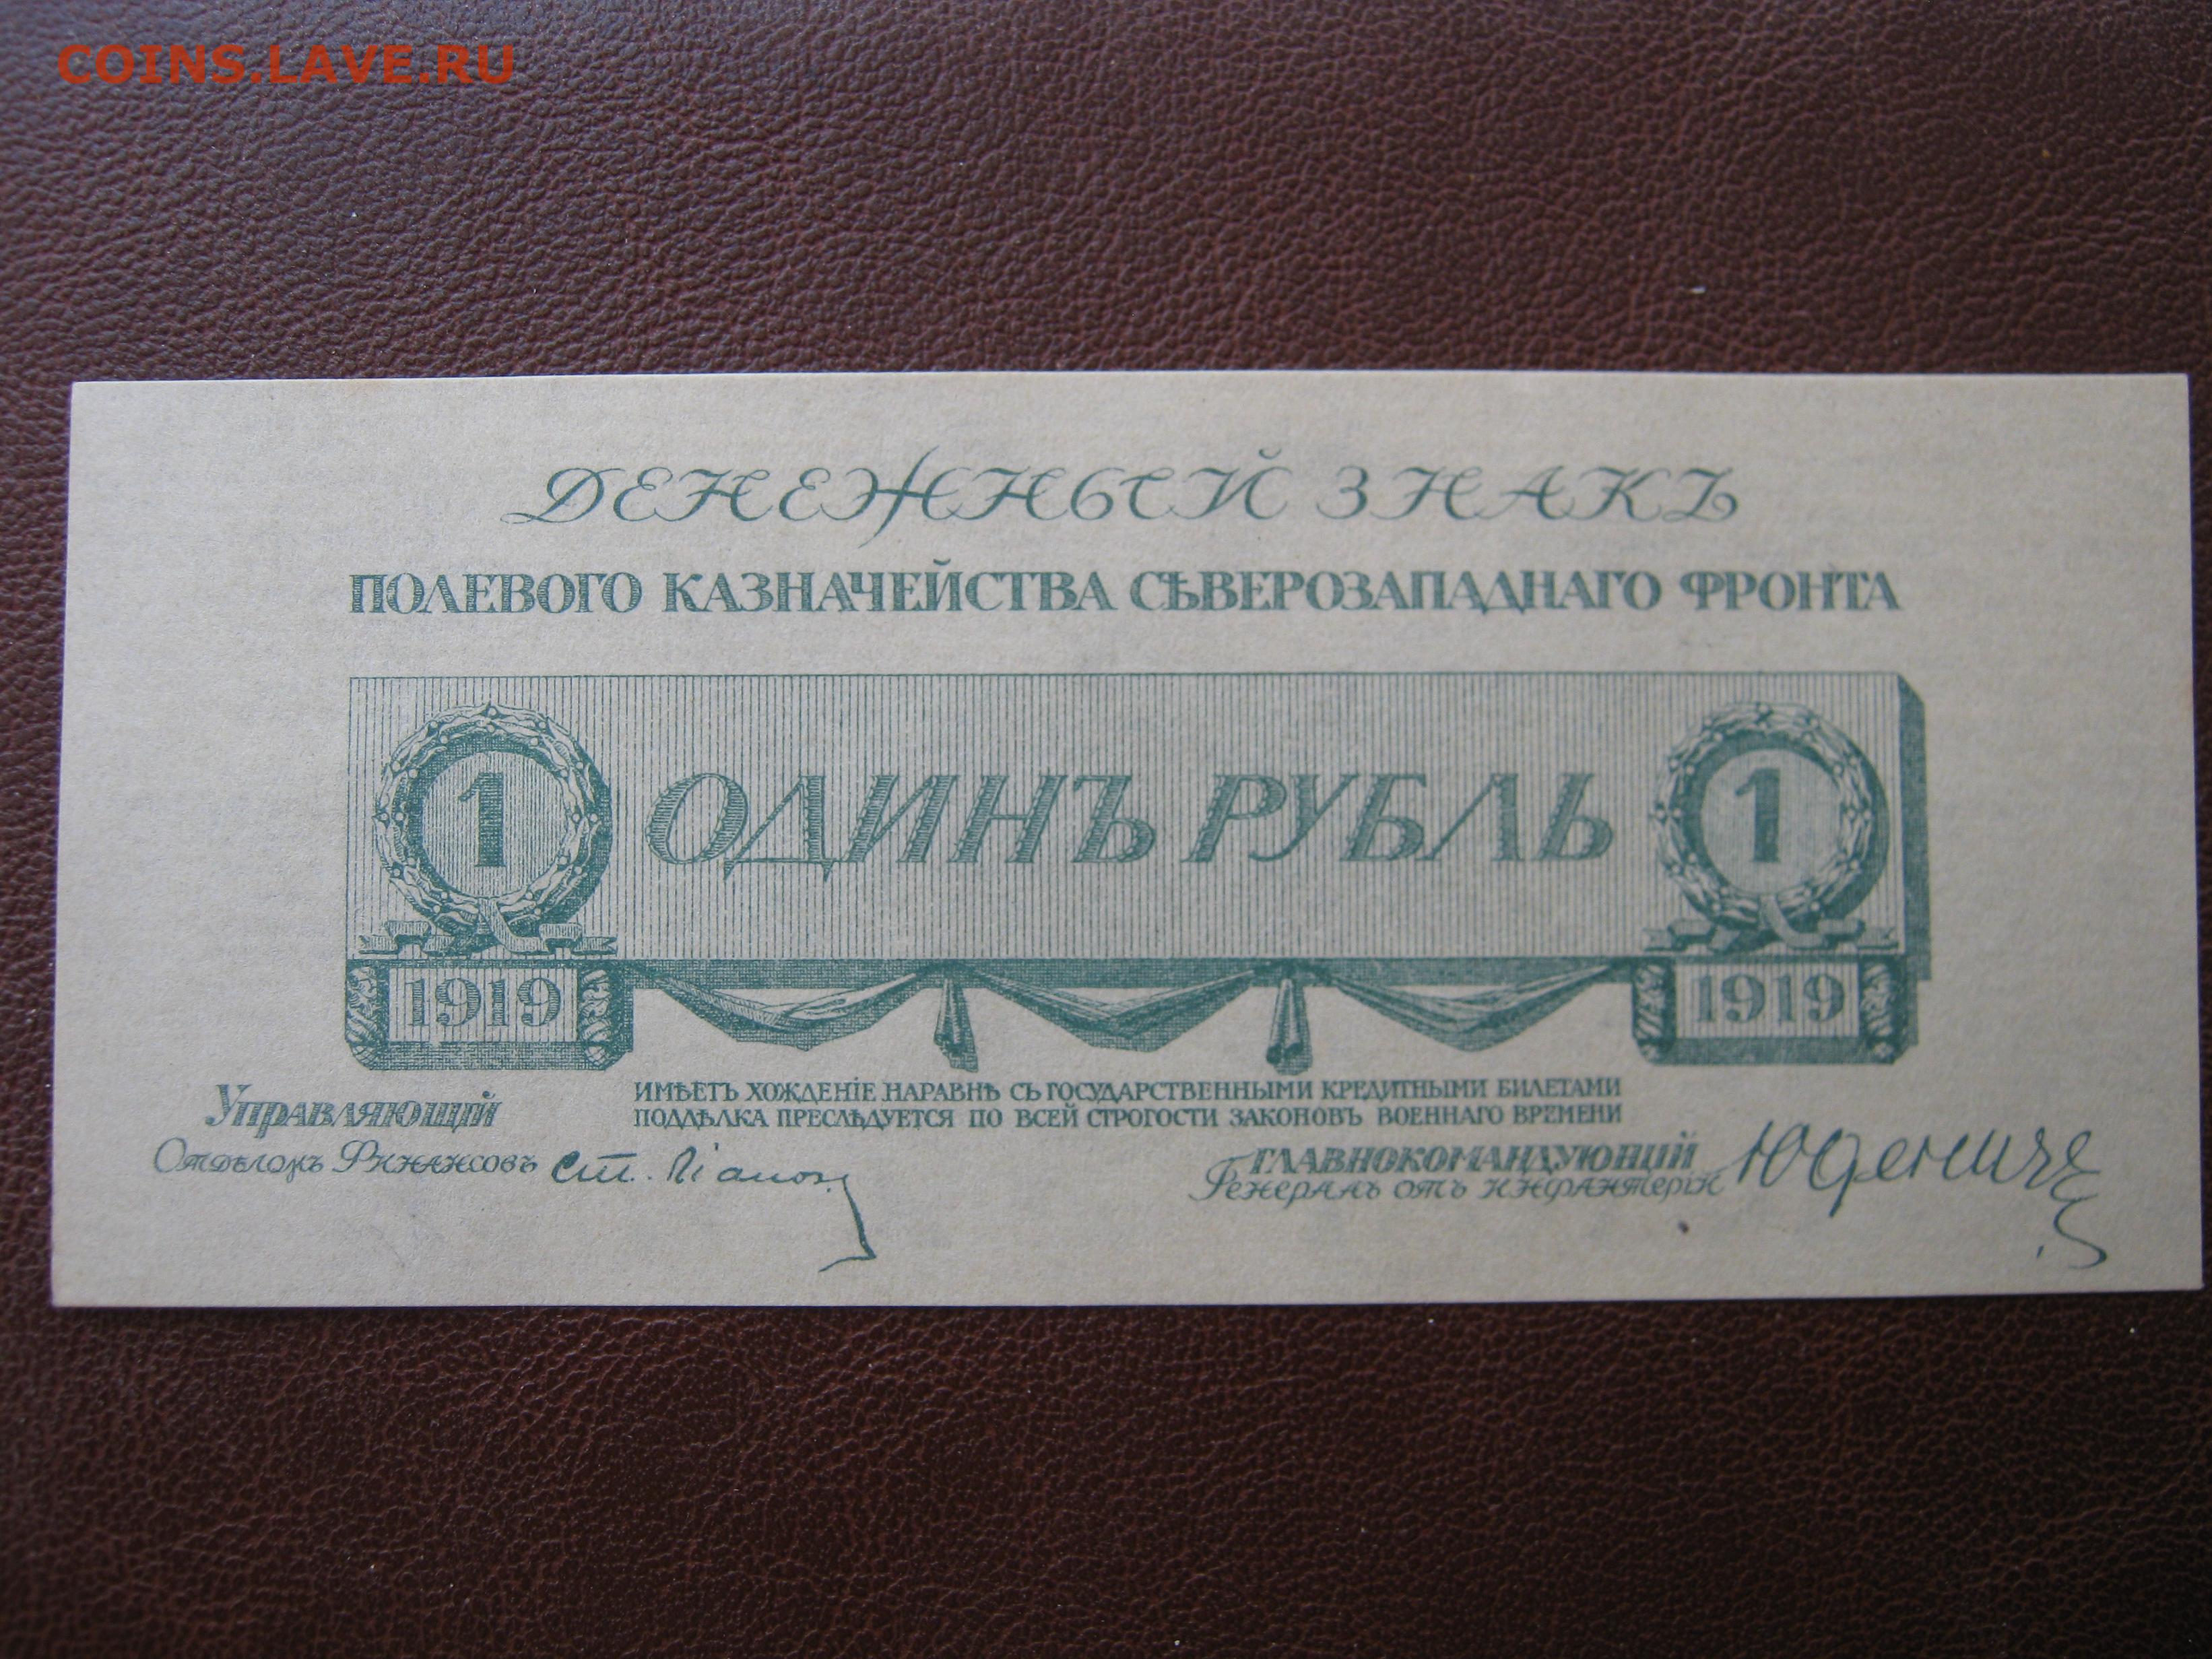 COINS.LAVE.RU
ДЕНЕЖНЫЙ ЗНАКЪ
ПОЛЕВОГО КАЗНАЧЕЙСТВА СѢВЕРОЗАПАДНАГО ФРОНТА
1 ОДИНЪ РУБЛЬ 1
1919 1919
ИМѢЕТЪ ХОЖДЕНІЕ НАРАВНѢ СЪ ГОСУДАРСТВЕННЫМИ КРЕДИТНЫМИ БИЛЕТАМИ
ПОДДѢЛКА ПРЕСЛѢДУЕТСЯ ПО ВСЕЙ СТРОГОСТИ ЗАКОНОВЪ ВОЕННАГО ВРЕМЕНИ
УПРАВЛЯЮЩІЙ
Отдѣломъ Финансовъ Ст.
ГЛАВНОКОМАНДУЮЩІЙ
Генералъ отъ инфантеріи Юденичъ